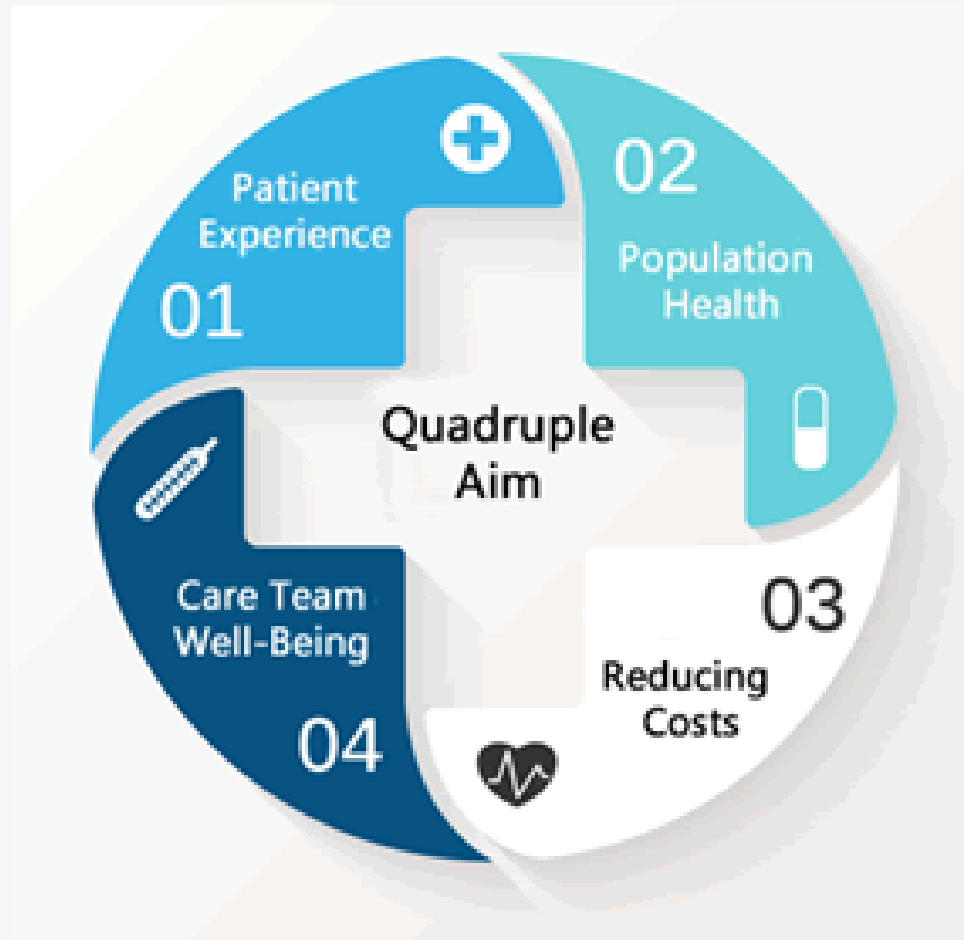 Patient
Experience
01
02
Population
Health
Quadruple
Aim
03
Reducing
Costs
Care Team
Well-Being
04